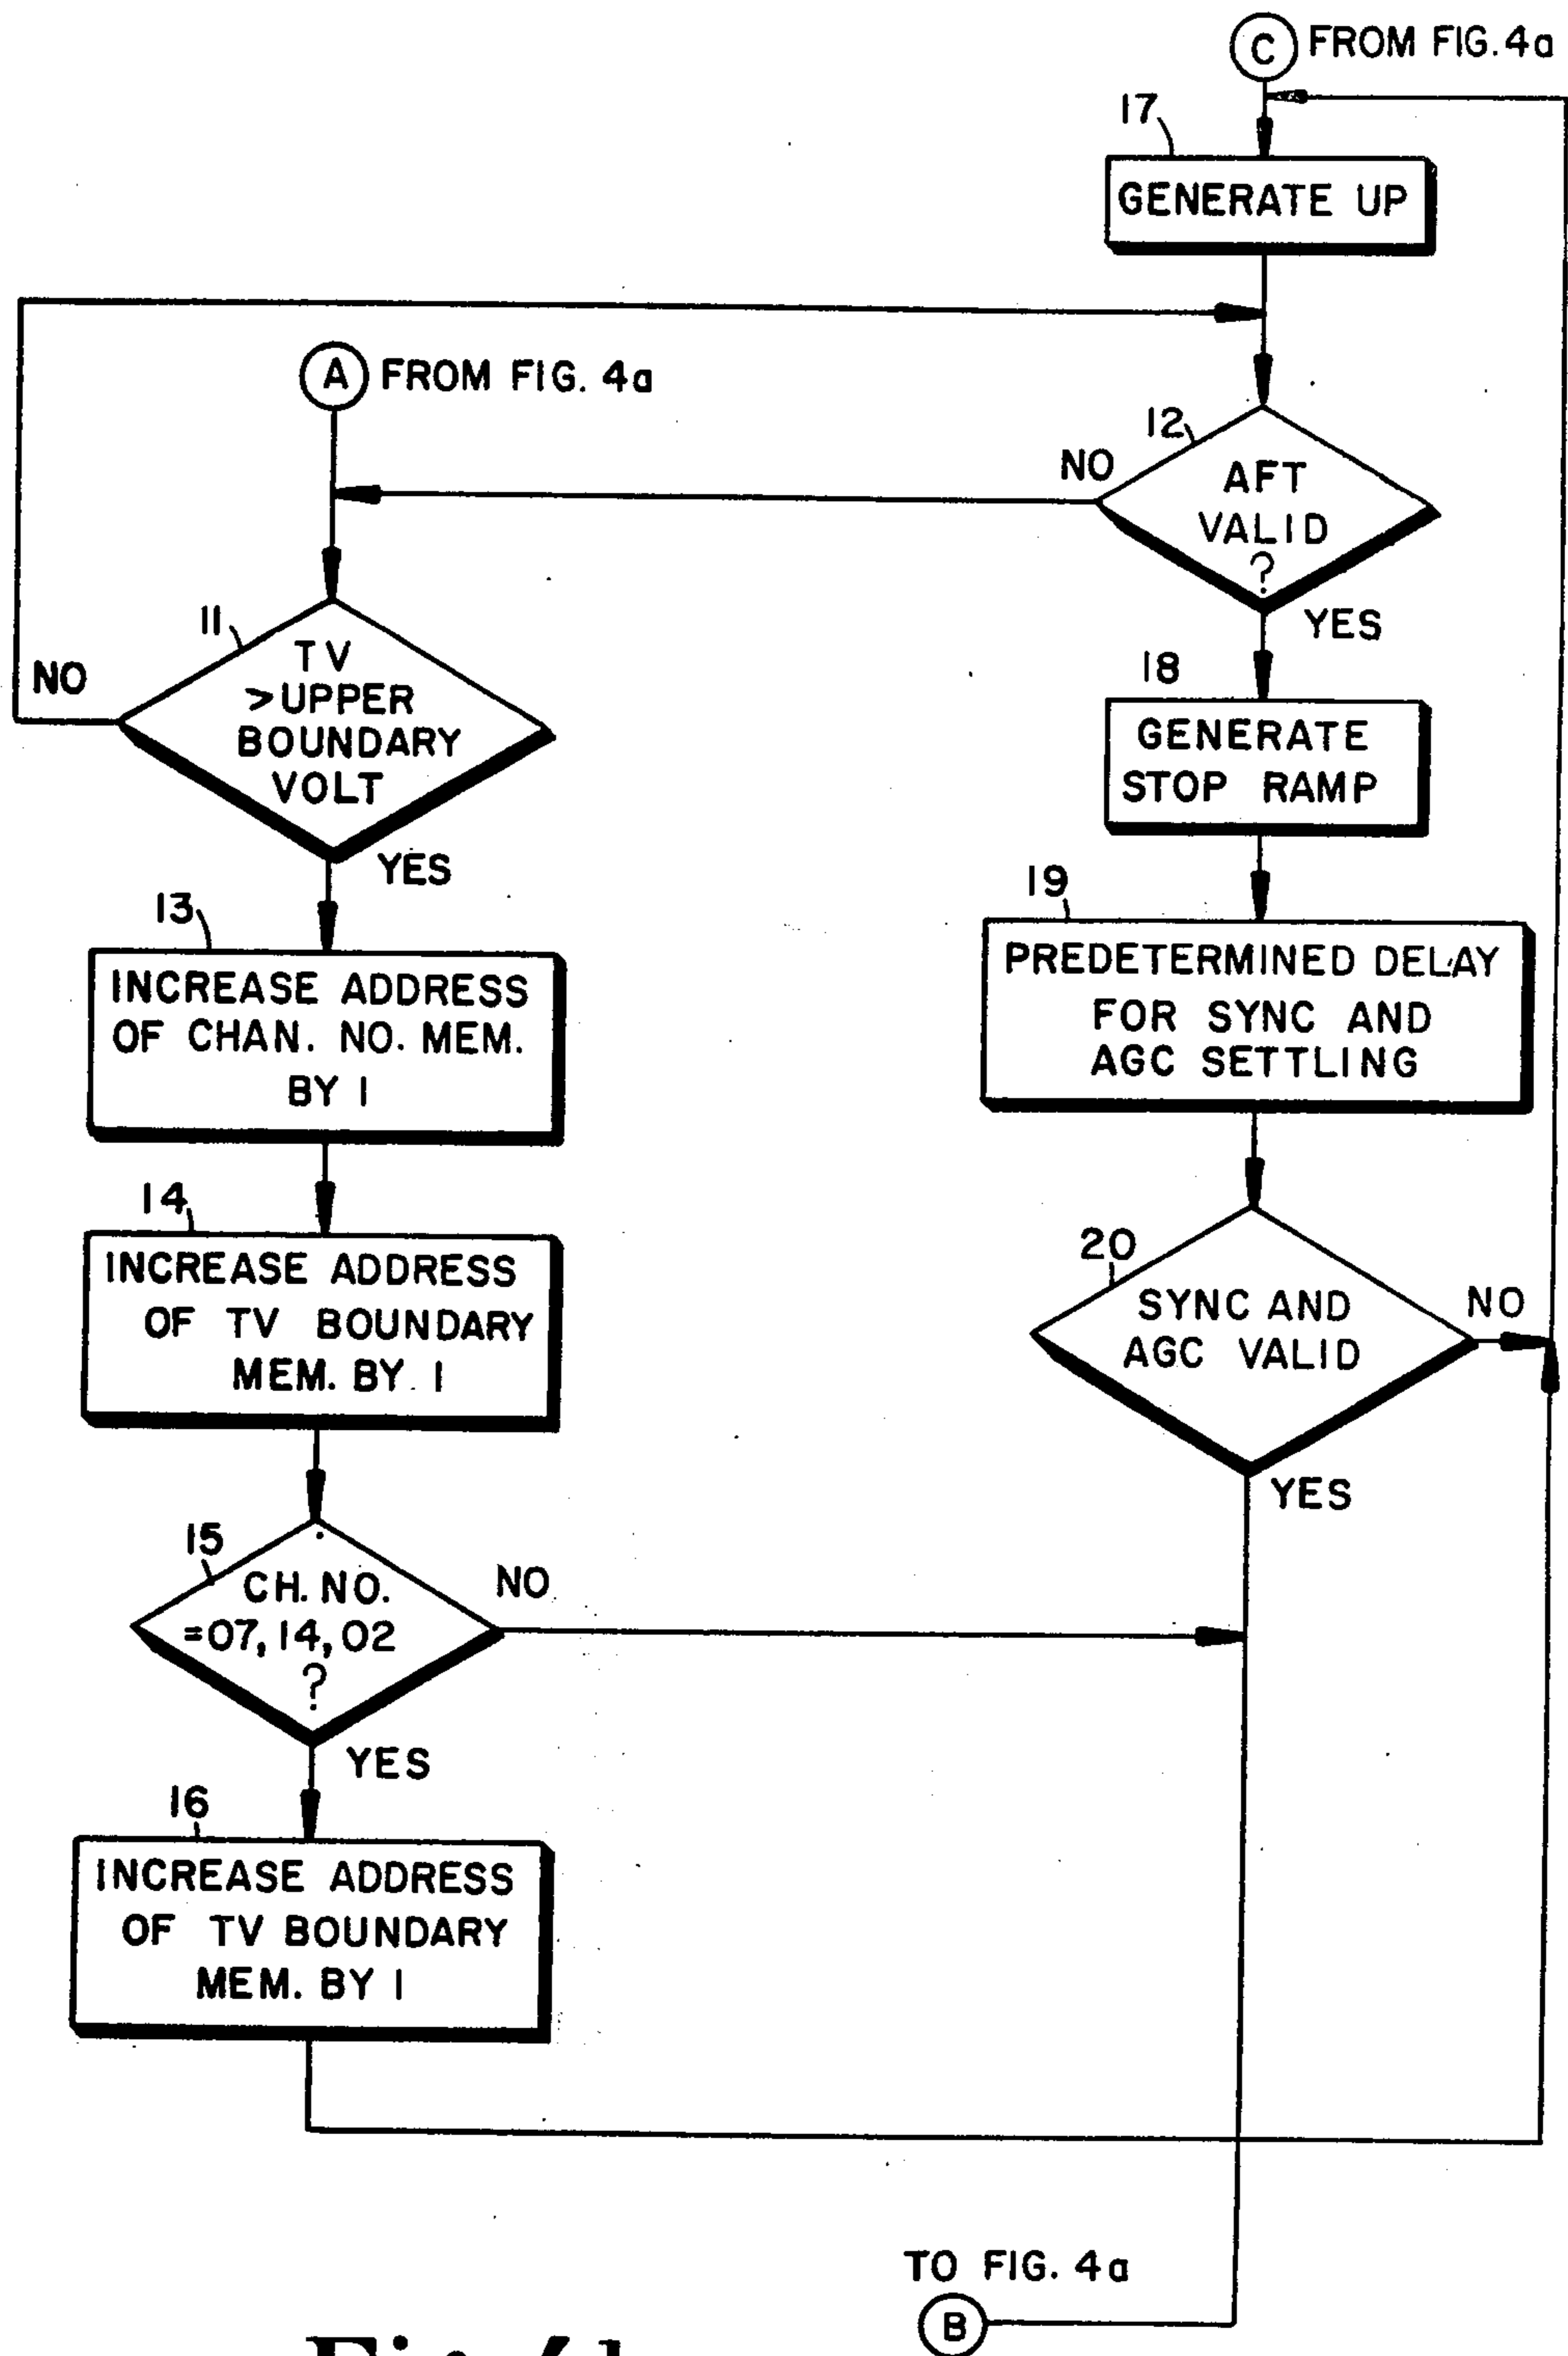 C FROM FIG. 4a
17
GENERATE UP
A FROM FIG. 4a
12
NO
AFT
VALID
?
YES
11
TV
>UPPER
BOUNDARY
VOLT
NO
YES
18
GENERATE
STOP RAMP
13
INCREASE ADDRESS
OF CHAN. NO. MEM.
BY 1
19
PREDETERMINED DELAY
FOR SYNC AND
AGC SETTLING
14
INCREASE ADDRESS
OF TV BOUNDARY
MEM. BY 1
20
SYNC AND
AGC VALID
NO
YES
15
CH. NO.
=07, 14, 02
?
NO
YES
16
INCREASE ADDRESS
OF TV BOUNDARY
MEM. BY 1
TO FIG. 4a
B